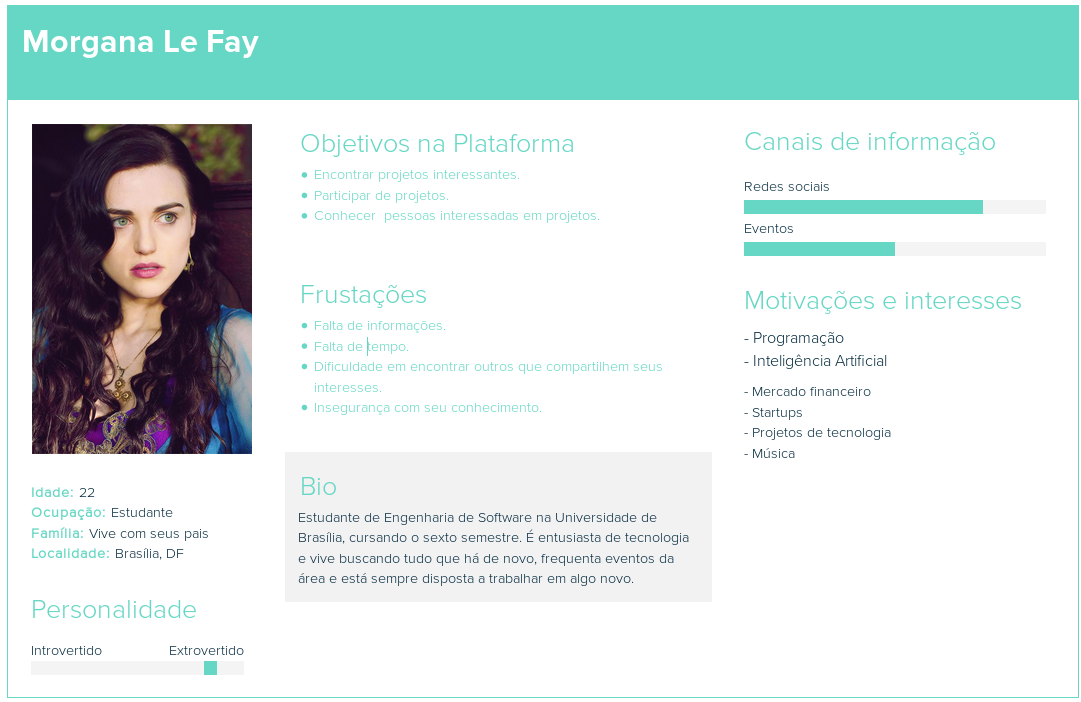 Morgana Le Fay
Idade: 22
Ocupação: Estudante
Família: Vive com seus pais
Localidade: Brasília, DF
Personalidade
Introvertido Extrovertido
Objetivos na Plataforma
● Encontrar projetos interessantes.
● Participar de projetos.
● Conhecer pessoas interessadas em projetos.
Frustações
● Falta de informações.
● Falta de tempo.
● Dificuldade em encontrar outros que compartilhem seus
interesses.
● Insegurança com seu conhecimento.
Bio
Estudante de Engenharia de Software na Universidade de
Brasília, cursando o sexto semestre. É entusiasta de tecnologia
e vive buscando tudo que há de novo, frequenta eventos da
área e está sempre disposta a trabalhar em algo novo.
Canais de informação
Redes sociais
Eventos
Motivações e interesses
- Programação
- Inteligência Artificial
- Mercado financeiro
- Startups
- Projetos de tecnologia
- Música